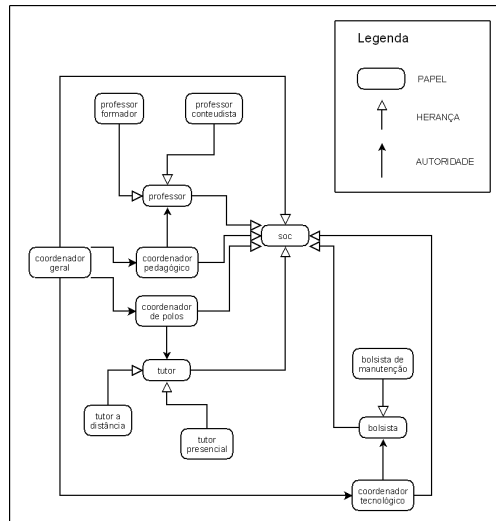 Legenda
PAPEL
HERANÇA
AUTORIDADE
professor
formador
professor
conteudista
professor
soc
coordenador
geral
coordenador
pedagógico
coordenador
de polos
tutor
bolsista de
manutenção
tutor a
distância
tutor
presencial
bolsista
coordenador
tecnológico